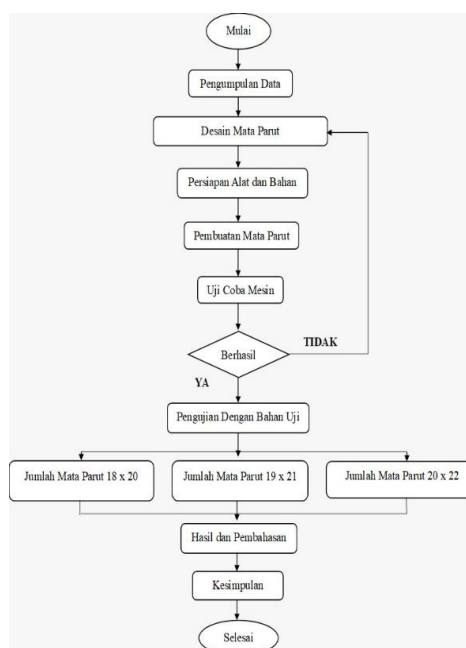 Mulai
Pengumpulan Data
Desain Mata Parut
Persiapan Alat dan Bahan
Pembuatan Mata Parut
Uji Coba Mesin
Berhasil
TIDAK
YA
Pengujian Dengan Bahan Uji
Jumlah Mata Parut 18 x 20
Jumlah Mata Parut 19 x 21
Jumlah Mata Parut 20 x 22
Hasil dan Pembahasan
Kesimpulan
Selesai